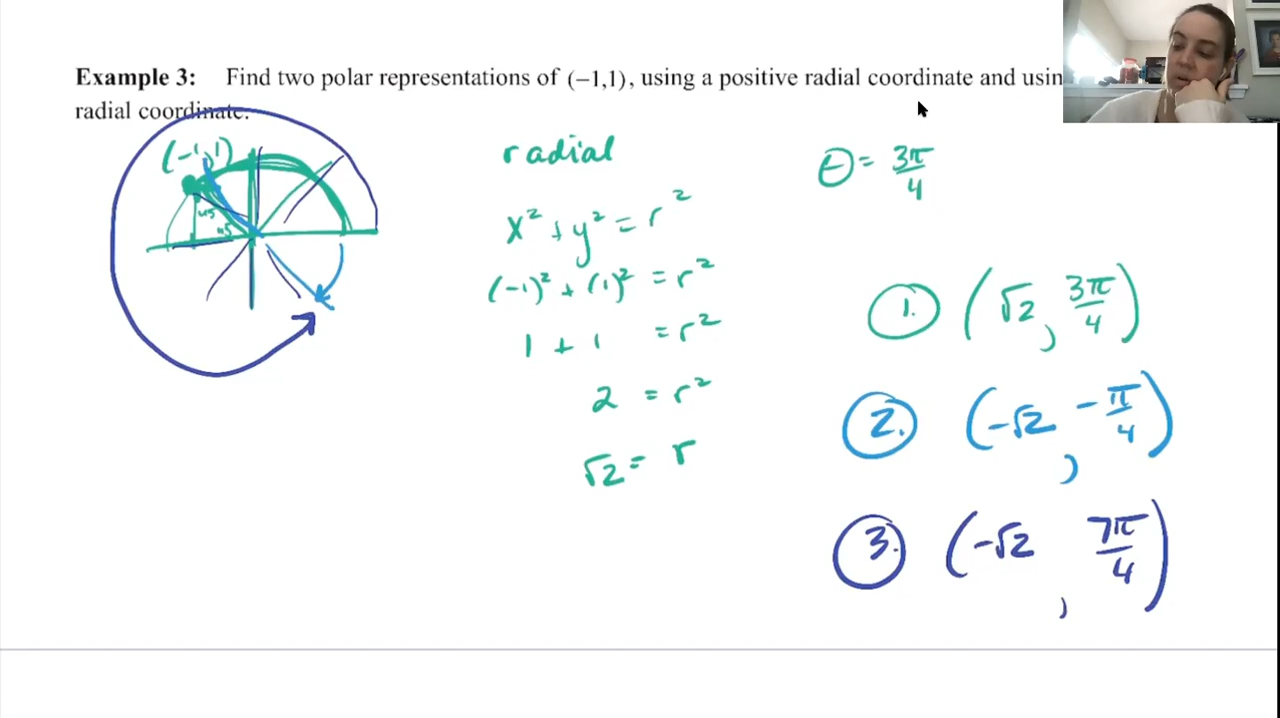 Example 3: Find two polar representations of (−1,1), using a positive radial coordinate and usin
radial coordinate.
(-1,1)
45
45
radial
x² + y² = r²
(-1)² + (1)² = r²
1 + 1 = r²
2 = r²
√2 = r
θ = 3π/4
1. (√2, 3π/4)
2. (-√2, -π/4)
3. (-√2, 7π/4)